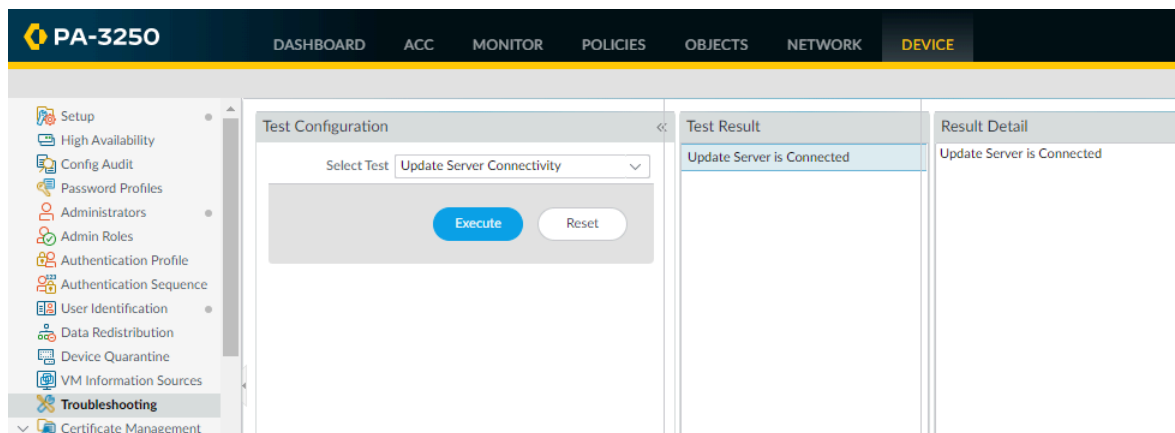 PA-3250
DASHBOARD ACC MONITOR POLICIES OBJECTS NETWORK DEVICE
Setup
High Availability
Config Audit
Password Profiles
Administrators
Admin Roles
Authentication Profile
Authentication Sequence
User Identification
Data Redistribution
Device Quarantine
VM Information Sources
Troubleshooting
Certificate Management
Test Configuration
Select Test Update Server Connectivity
Execute Reset
Test Result
Update Server is Connected
Result Detail
Update Server is Connected